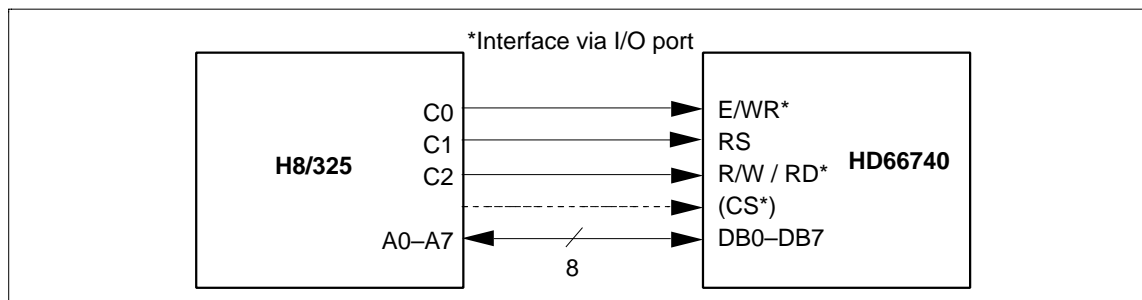 *Interface via I/O port
C0
C1
C2
A0–A7
H8/325
8
E/WR*
RS
R/W / RD*
(CS*)
DB0–DB7
HD66740